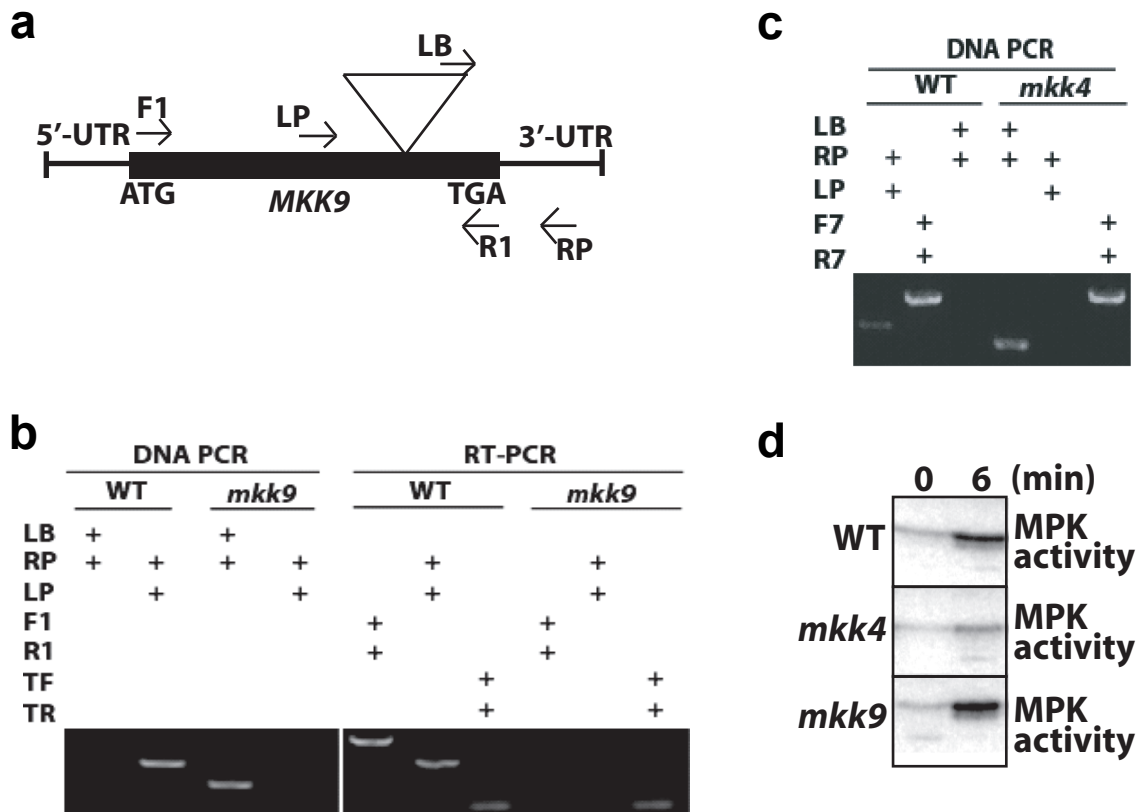 a
LB
F1
LP
5′-UTR
3′-UTR
ATG
MKK9
TGA
R1
RP
b
DNA PCR
RT-PCR
WT
mkk9
WT
mkk9
LB + +
RP + + + + + +
LP + + + +
F1 + +
R1 + +
TF + +
TR + +
c
DNA PCR
WT
mkk4
LB + +
RP + + + +
LP + +
F7 + +
R7 + +
d
0 6 (min)
WT
MPK
activity
mkk4
MPK
activity
mkk9
MPK
activity